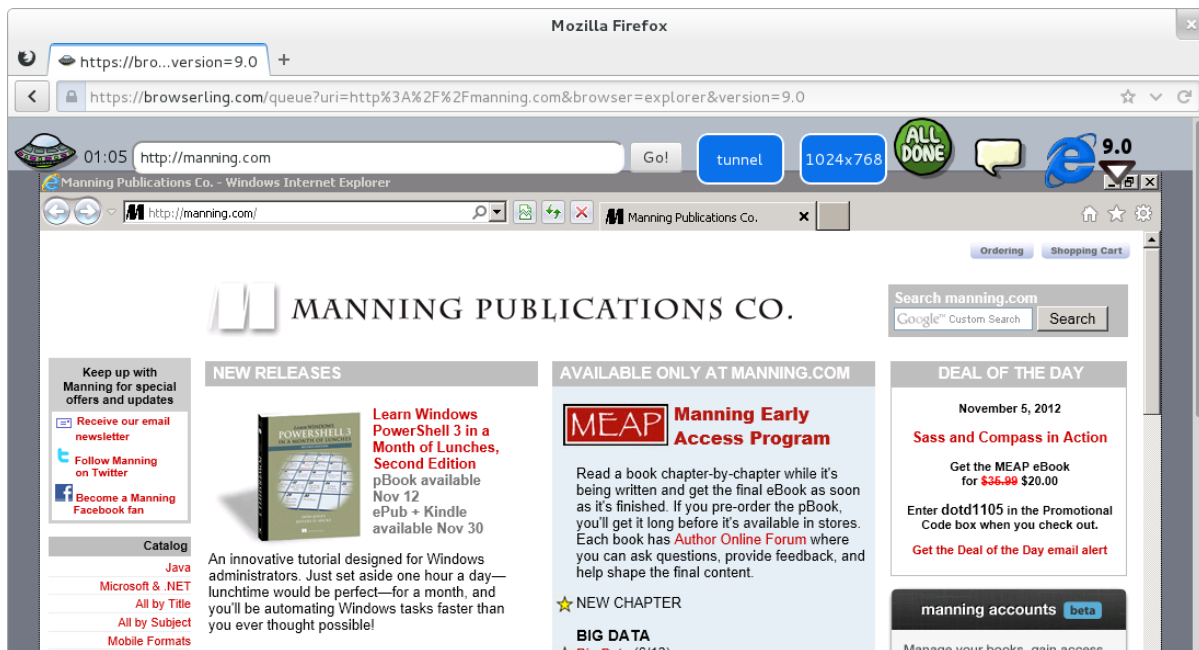 Mozilla Firefox
https://bro...version=9.0
https://browserling.com/queue?uri=http%3A%2F%2Fmanning.com&browser=explorer&version=9.0
01:05
http://manning.com
Go!
tunnel
1024x768
ALL DONE
9.0
Manning Publications Co. - Windows Internet Explorer
http://manning.com/
Manning Publications Co.
Ordering
Shopping Cart
MANNING PUBLICATIONS CO.
Search manning.com
Google™ Custom Search
Search
Keep up with
Manning for special
offers and updates
Receive our email
newsletter
Follow Manning
on Twitter
Become a Manning
Facebook fan
Catalog
Java
Microsoft & .NET
All by Title
All by Subject
Mobile Formats
NEW RELEASES
LEARN WINDOWS
POWERSHELL 3
IN A MONTH OF LUNCHES
Learn Windows
PowerShell 3 in a
Month of Lunches,
Second Edition
pBook available
Nov 12
ePub + Kindle
available Nov 30
An innovative tutorial designed for Windows
administrators. Just set aside one hour a day—
lunchtime would be perfect—for a month, and
you'll be automating Windows tasks faster than
you ever thought possible!
AVAILABLE ONLY AT MANNING.COM
MEAP
Manning Early
Access Program
Read a book chapter-by-chapter while it's
being written and get the final eBook as soon
as it's finished. If you pre-order the pBook,
you'll get it long before it's available in stores.
Each book has Author Online Forum where
you can ask questions, provide feedback, and
help shape the final content.
NEW CHAPTER
BIG DATA
DEAL OF THE DAY
November 5, 2012
Sass and Compass in Action
Get the MEAP eBook
for $35.99 $20.00
Enter dotd1105 in the Promotional
Code box when you check out.
Get the Deal of the Day email alert
manning accounts beta
Manage your books, gain access